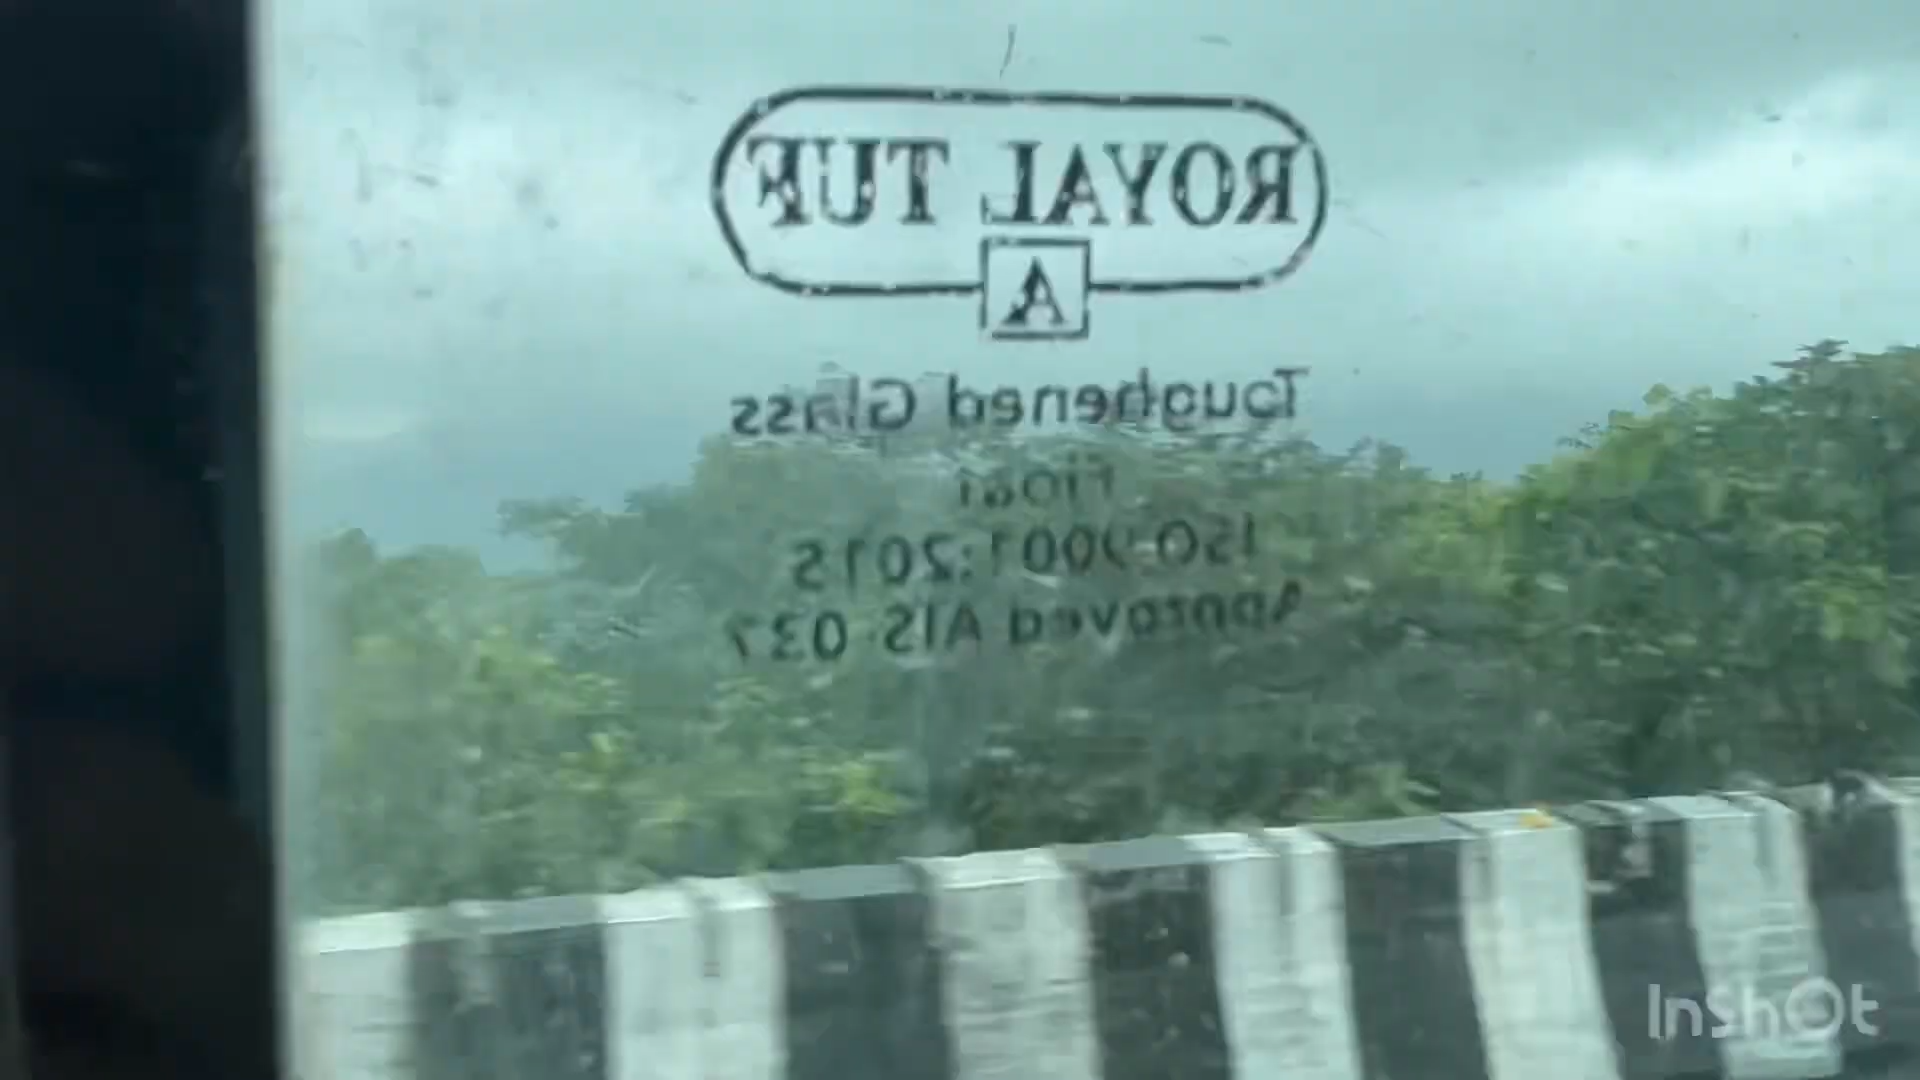 ROYAL TUF
A
Toughened Glass
Float
ISO 9001:2015
Approved AIS 037
InShot